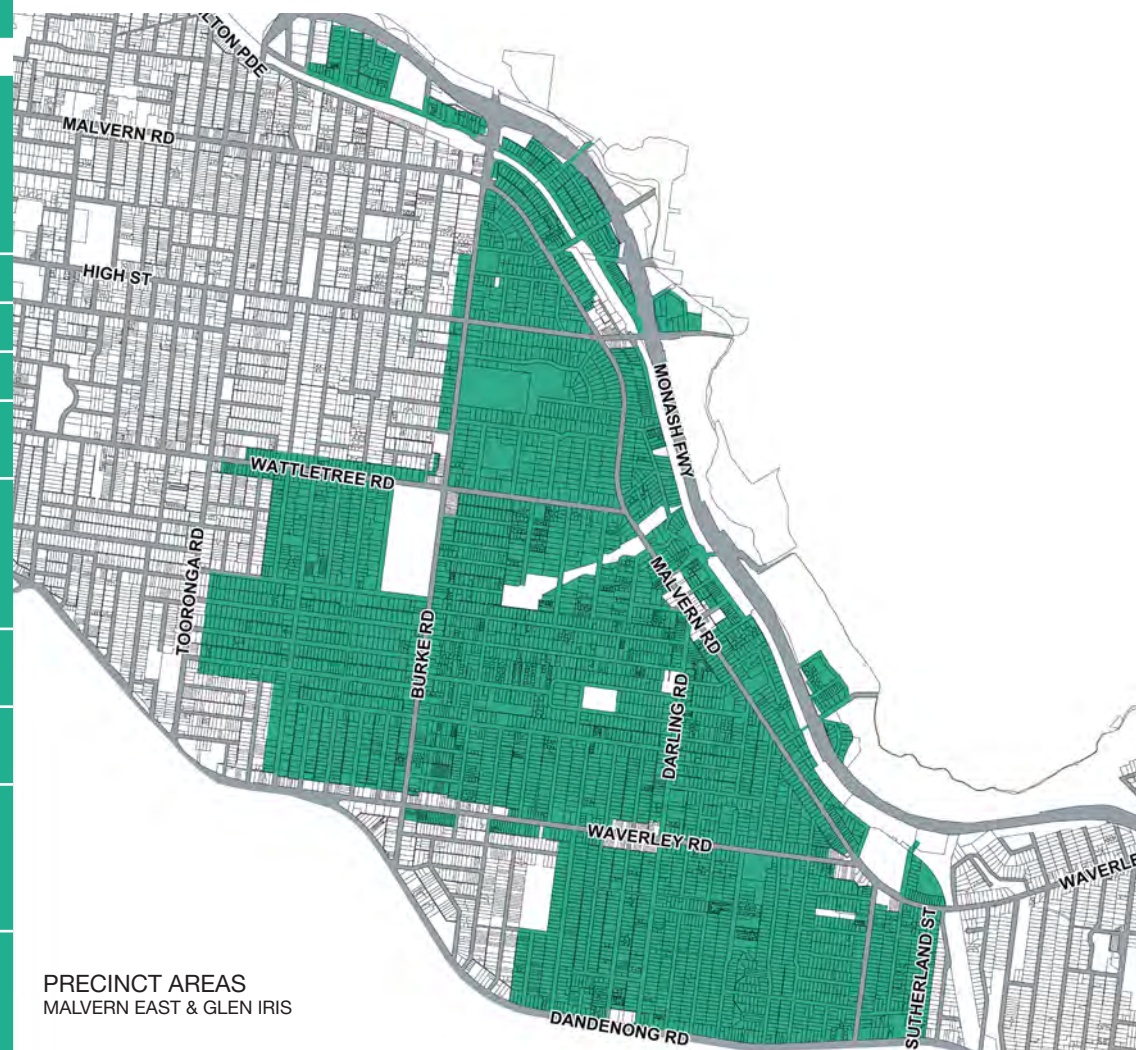 LTON PDE
MALVERN RD
HIGH ST
MONASH FWY
WATTLETREE RD
TOORONGA RD
MALVERN RD
BURKE RD
DARLING RD
WAVERLEY RD
WAVERLE
SUTHERLAND ST
PRECINCT AREAS
MALVERN EAST & GLEN IRIS
DANDENONG RD